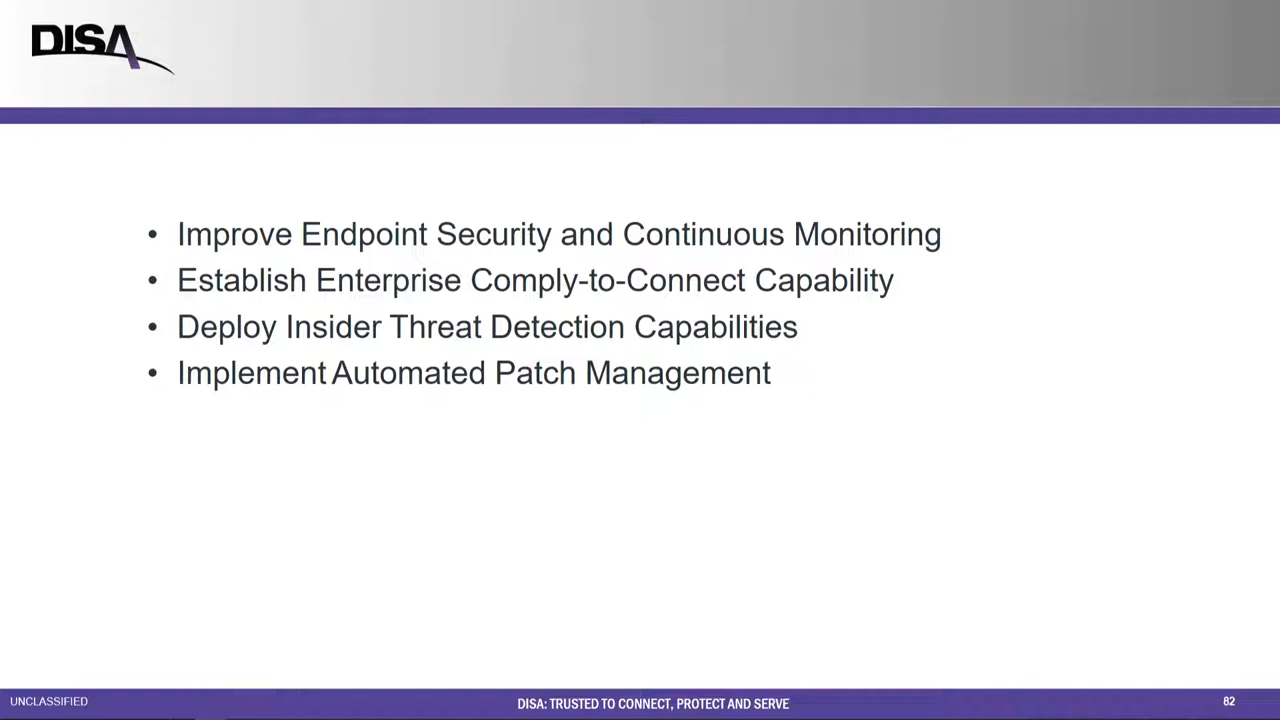 DISA
• Improve Endpoint Security and Continuous Monitoring
• Establish Enterprise Comply-to-Connect Capability
• Deploy Insider Threat Detection Capabilities
• Implement Automated Patch Management
UNCLASSIFIED
DISA: TRUSTED TO CONNECT, PROTECT AND SERVE
82